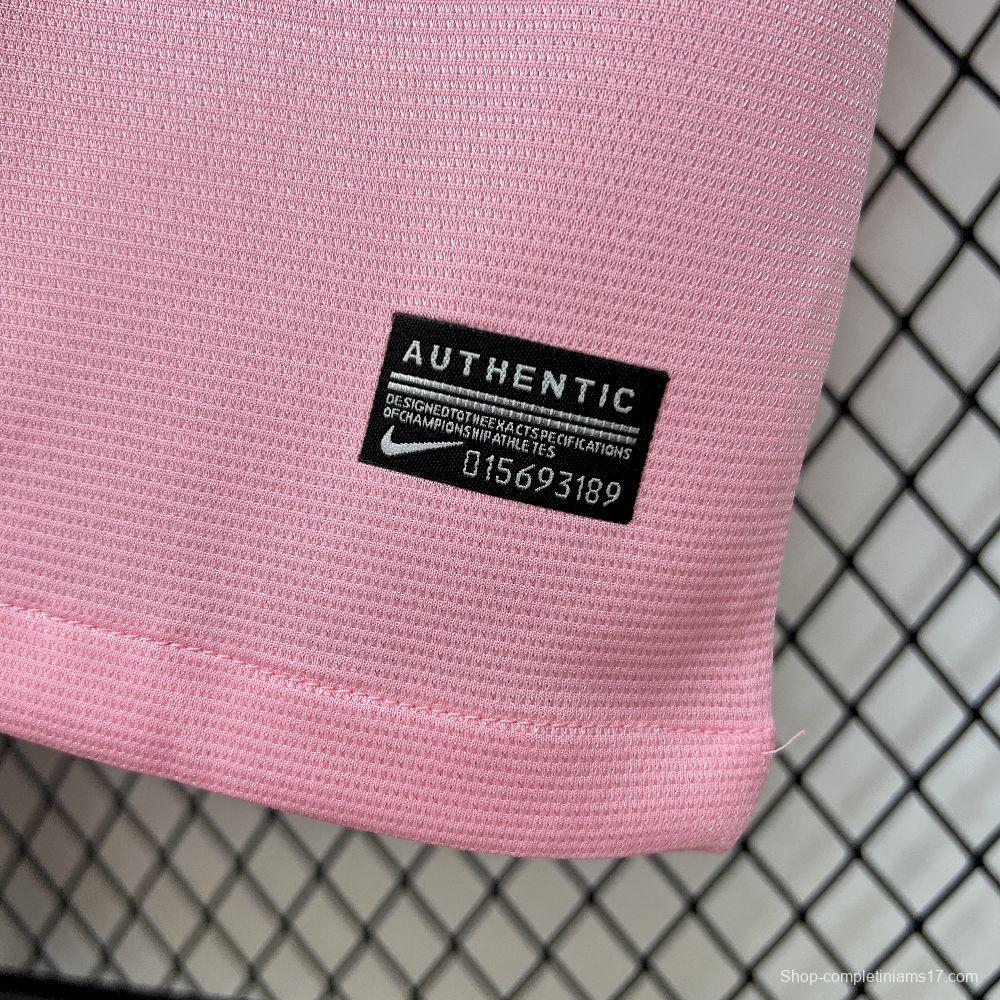 AUTHENTIC
DESIGNEDTOTHEEXACTSPECIFICATIONS
OFCHAMPIONSHIPATHLETES
015693189
Shop-completiniams17.com